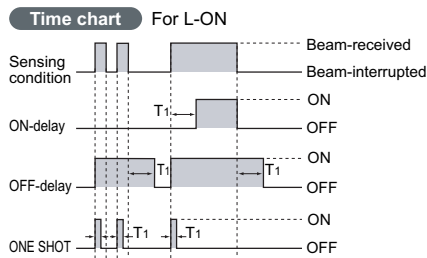 Time chart For L-ON
Sensing condition
Beam-received
Beam-interrupted
ON-delay
T1
ON
OFF
OFF-delay
T1
T1
ON
OFF
ONE SHOT
T1
T1
ON
OFF